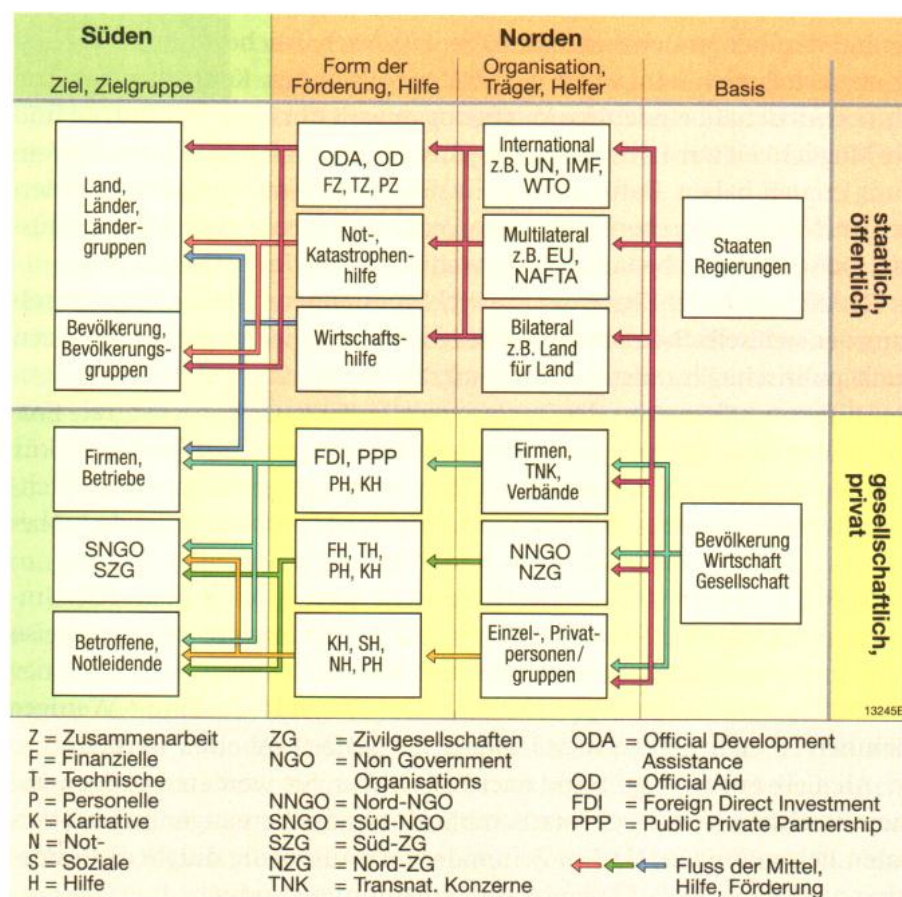 Süden
Norden
Ziel, Zielgruppe
Form der
Förderung, Hilfe
Organisation,
Träger, Helfer
Basis
Land,
Länder,
Länder-
gruppen
Bevölkerung,
Bevölkerungs-
gruppen
ODA, OD
FZ, TZ, PZ
Not-,
Katastrophen-
hilfe
Wirtschafts-
hilfe
International
z.B. UN, IMF,
WTO
Multilateral
z.B. EU,
NAFTA
Bilateral
z.B. Land
für Land
Staaten
Regierungen
staatlich,
öffentlich
Firmen,
Betriebe
SNGO
SZG
Betroffene,
Notleidende
FDI, PPP
PH, KH
FH, TH,
PH, KH
KH, SH,
NH, PH
Firmen,
TNK,
Verbände
NNGO
NZG
Einzel-, Privat-
personen/
gruppen
Bevölkerung
Wirtschaft
Gesellschaft
gesellschaftlich,
privat
13245E
Z = Zusammenarbeit
F = Finanzielle
T = Technische
P = Personelle
K = Karitative
N = Not-
S = Soziale
H = Hilfe
ZG = Zivilgesellschaften
NGO = Non Government
Organisations
NNGO = Nord-NGO
SNGO = Süd-NGO
SZG = Süd-ZG
NZG = Nord-ZG
TNK = Transnat. Konzerne
ODA = Official Development
Assistance
OD = Official Aid
FDI = Foreign Direct Investment
PPP = Public Private Partnership
Fluss der Mittel,
Hilfe, Förderung